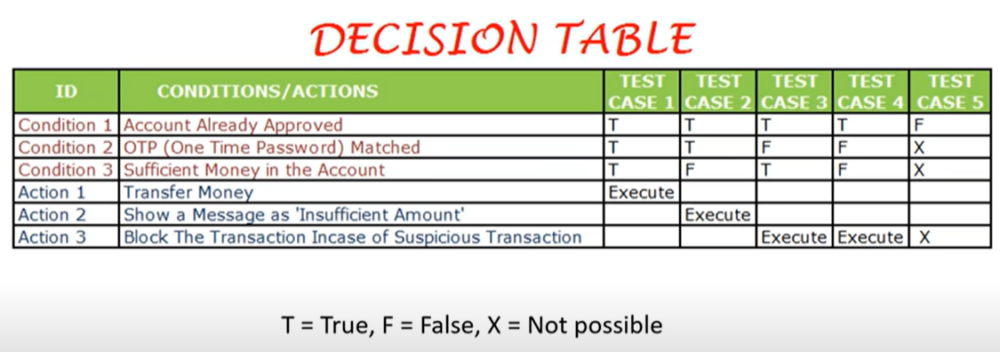 DECISION TABLE
ID CONDITIONS/ACTIONS TEST CASE 1 TEST CASE 2 TEST CASE 3 TEST CASE 4 TEST CASE 5
Condition 1 Account Already Approved T T T T F
Condition 2 OTP (One Time Password) Matched T T F F X
Condition 3 Sufficient Money in the Account T F T F X
Action 1 Transfer Money Execute
Action 2 Show a Message as 'Insufficient Amount' Execute
Action 3 Block The Transaction Incase of Suspicious Transaction Execute Execute X
T = True, F = False, X = Not possible